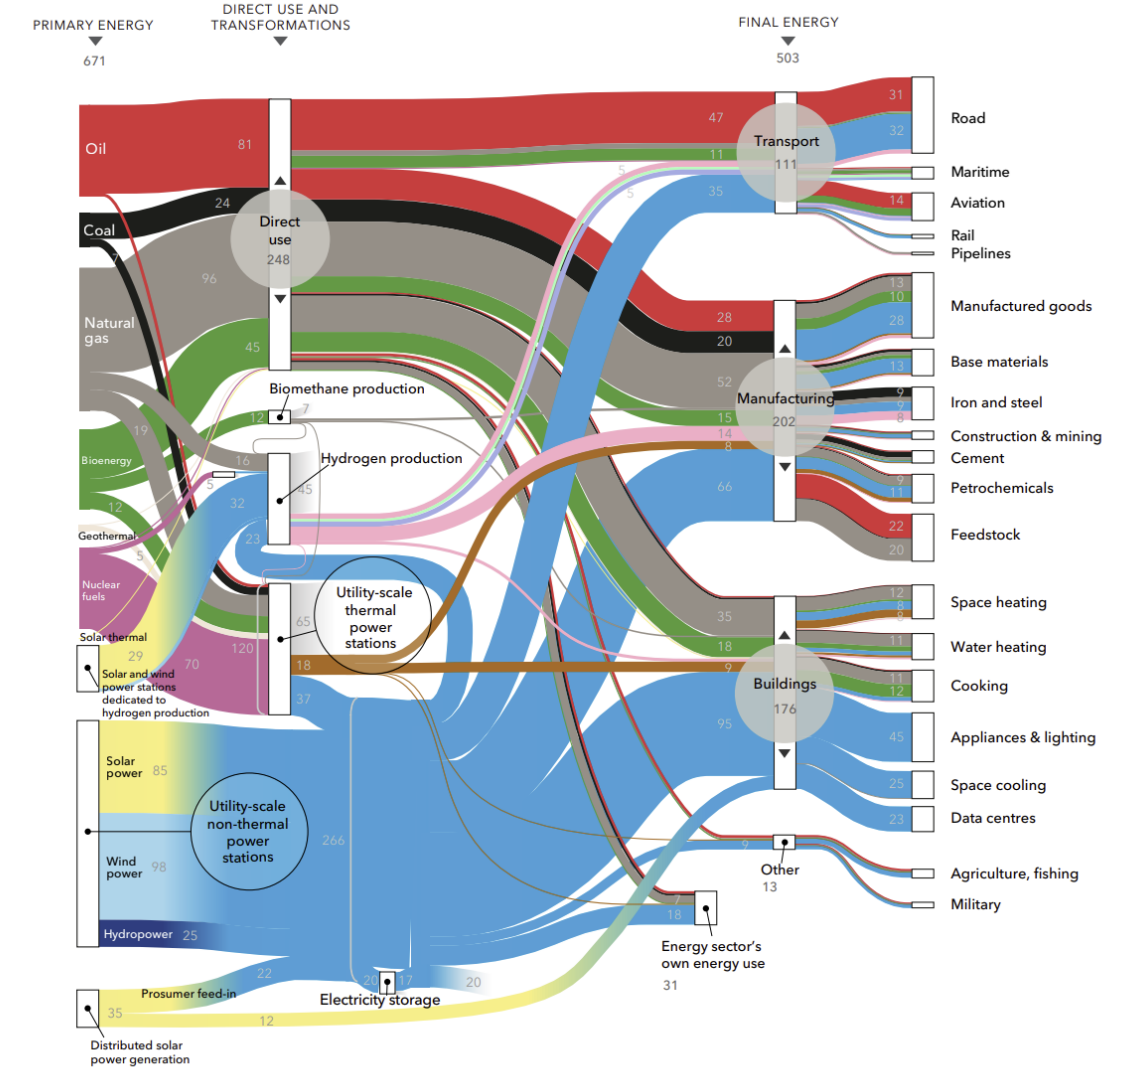 PRIMARY ENERGY
671
DIRECT USE AND
TRANSFORMATIONS
FINAL ENERGY
503
Oil
81
Coal
24
7
Natural
gas
96
45
19
Bioenergy
12
Geothermal
5
Nuclear
fuels
Solar thermal
29
Solar and wind
power stations
dedicated to
hydrogen production
70
Solar
power
85
Wind
power
98
Hydropower
25
Utility-scale
non-thermal
power
stations
Prosumer feed-in
22
35
12
Distributed solar
power generation
Direct
use
248
Biomethane production
12
7
16
5
Hydrogen production
32
45
23
Utility-scale
thermal
power
stations
65
120
18
37
266
20
17
20
Electricity storage
47
11
5
5
35
Transport
111
28
20
52
15
14
8
66
Manufacturing
202
35
18
9
95
Buildings
176
9
Other
13
7
18
Energy sector's
own energy use
31
31
32
Road
Maritime
14
Aviation
Rail
Pipelines
13
10
28
Manufactured goods
13
Base materials
9
8
Iron and steel
Construction & mining
Cement
9
11
Petrochemicals
22
20
Feedstock
12
8
8
Space heating
11
Water heating
11
12
Cooking
45
Appliances & lighting
25
Space cooling
23
Data centres
Agriculture, fishing
Military